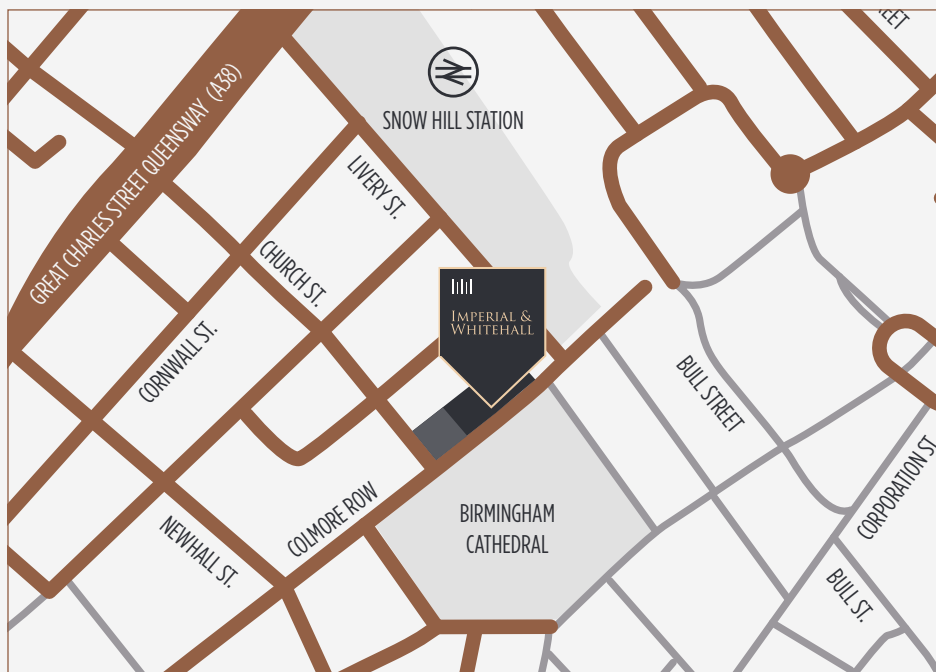 STREET
SNOW HILL STATION
GREAT CHARLES STREET QUEENSWAY (A38)
LIVERY ST.
CHURCH ST.
IMPERIAL &
WHITEHALL
CORNWALL ST.
BULL STREET
COLMORE ROW
NEWHALL ST.
BIRMINGHAM
CATHEDRAL
CORPORATION ST.
BULL ST.